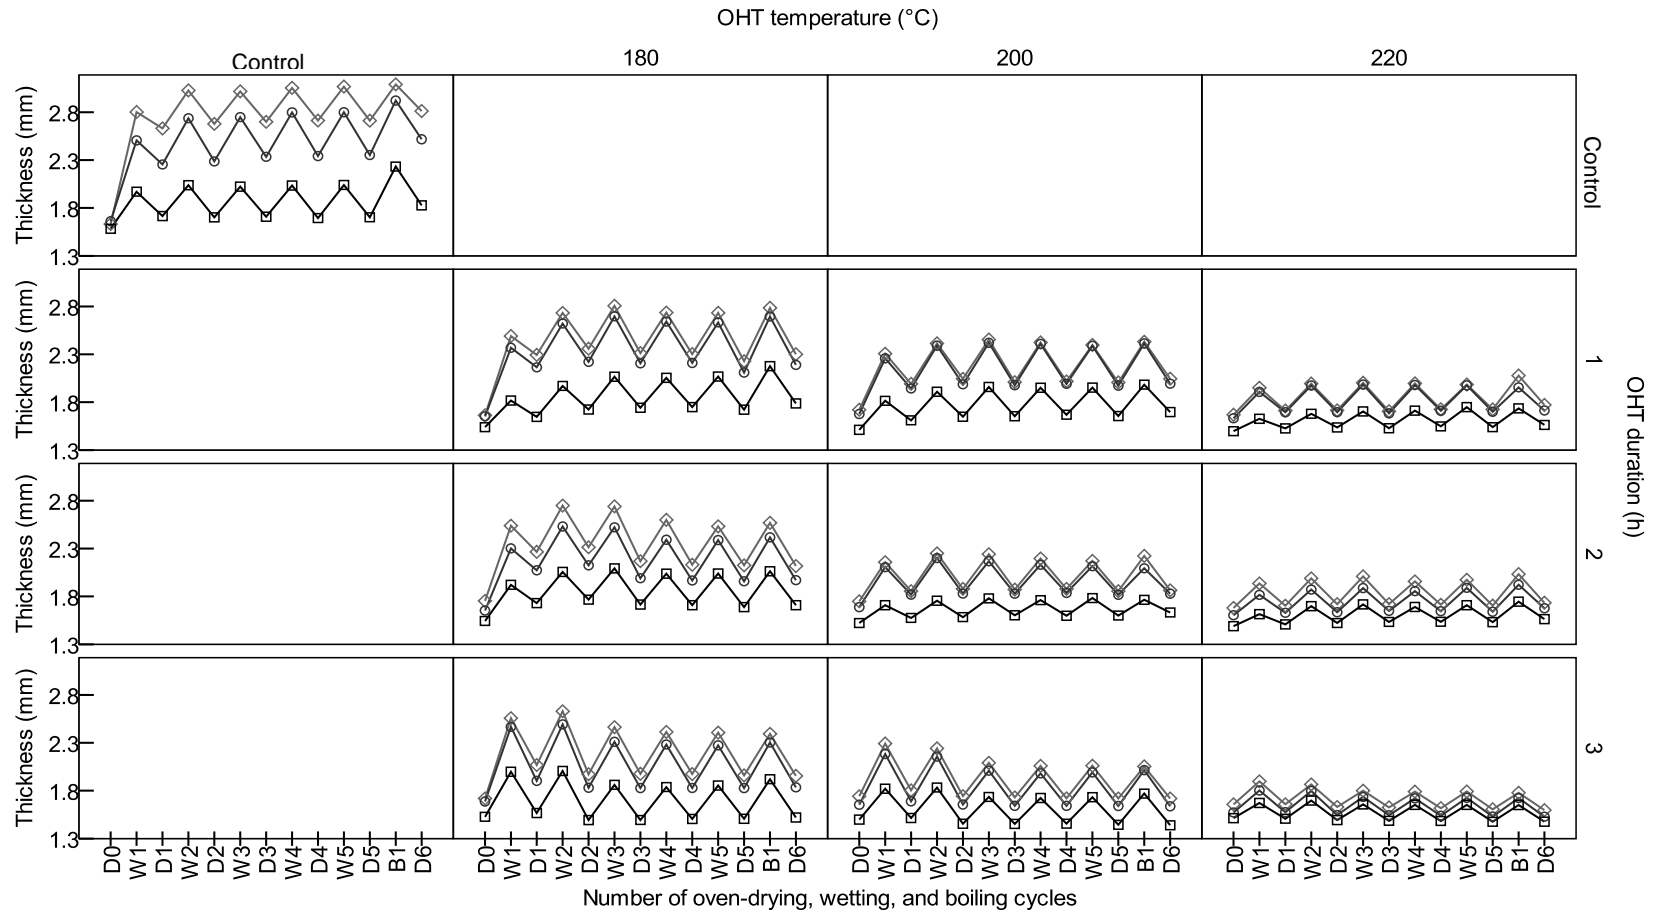 OHT temperature (°C)
Control 180 200 220
Thickness (mm)
2.8
2.3
1.8
1.3
Control
Thickness (mm)
2.8
2.3
1.8
1.3
1
Thickness (mm)
2.8
2.3
1.8
1.3
2
Thickness (mm)
2.8
2.3
1.8
1.3
3
OHT duration (h)
D0 W1 D1 W2 D2 W3 D3 W4 D4 W5 D5 B1 D6 D0 W1 D1 W2 D2 W3 D3 W4 D4 W5 D5 B1 D6 D0 W1 D1 W2 D2 W3 D3 W4 D4 W5 D5 B1 D6 D0 W1 D1 W2 D2 W3 D3 W4 D4 W5 D5 B1 D6
Number of oven-drying, wetting, and boiling cycles